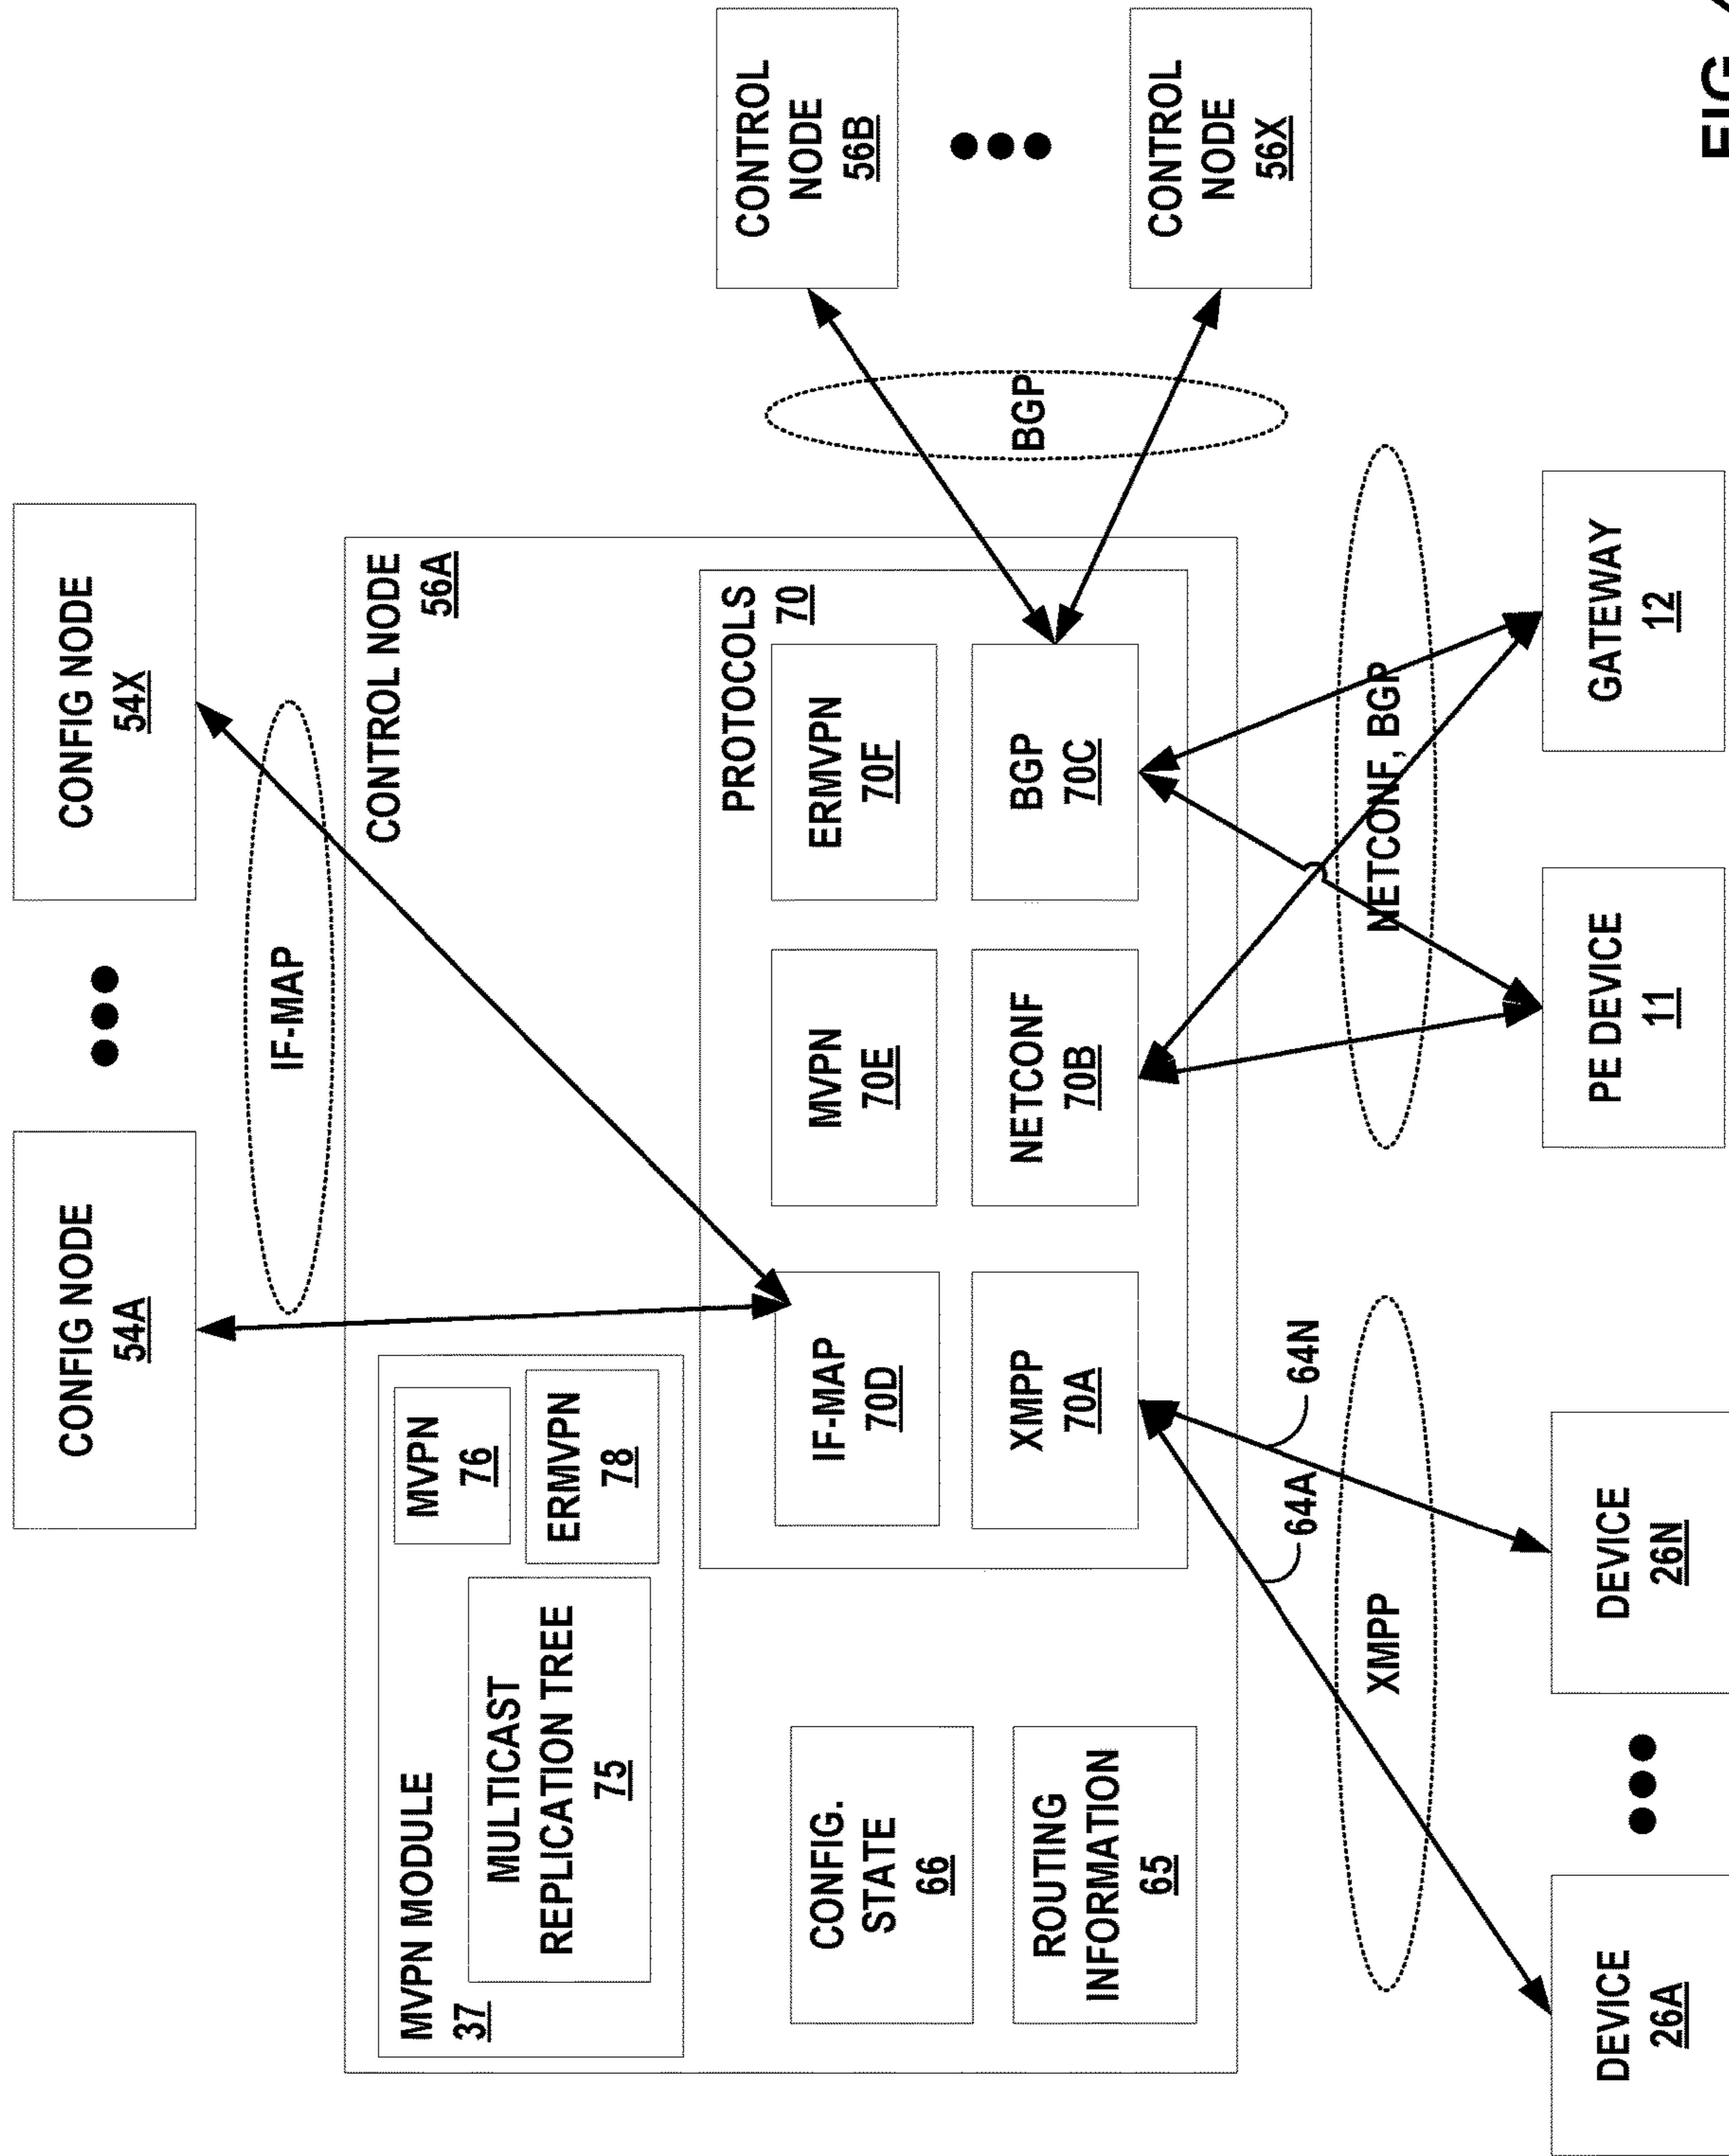 CONFIG NODE
54A
CONFIG NODE
54X
IF-MAP
MVPN MODULE
37
MULTICAST
REPLICATION TREE
75
MVPN
76
ERMVPN
78
CONTROL NODE
56A
CONFIG.
STATE
66
ROUTING
INFORMATION
65
PROTOCOLS
70
IF-MAP
70D
MVPN
70E
ERMVPN
70F
XMPP
70A
NETCONF
70B
BGP
70C
CONTROL
NODE
56B
BGP
CONTROL
NODE
56X
64A
64N
XMPP
NETCONF, BGP
DEVICE
26A
DEVICE
26N
PE DEVICE
11
GATEWAY
12
FIG.